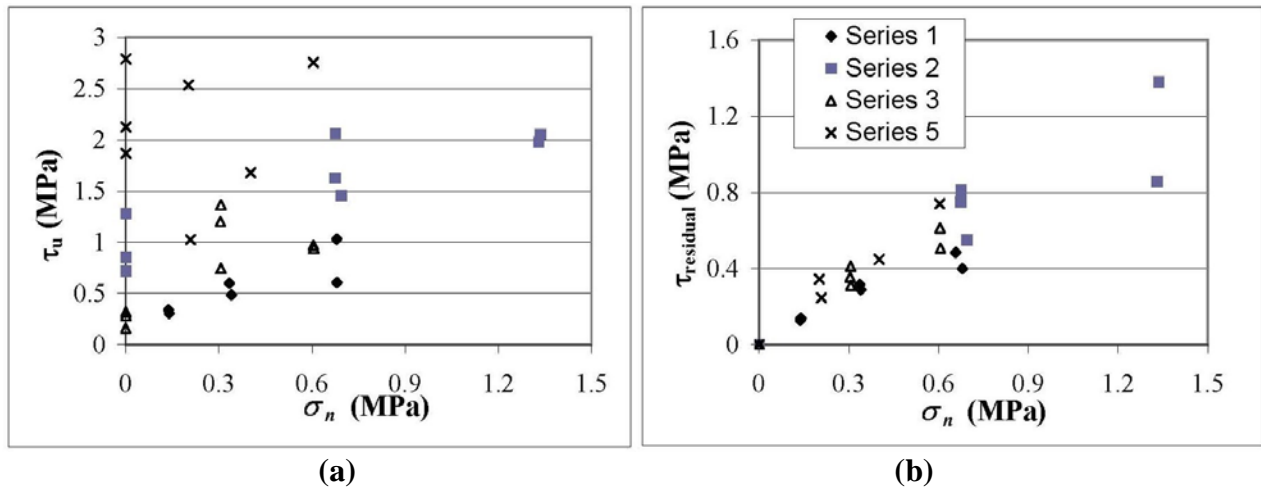 3
2.5
2
1.5
1
0.5
0
τu (MPa)
0 0.3 0.6 0.9 1.2 1.5
σn (MPa)
(a)
1.6
1.2
0.8
0.4
0
τresidual (MPa)
Series 1
Series 2
Series 3
Series 5
0 0.3 0.6 0.9 1.2 1.5
σn (MPa)
(b)